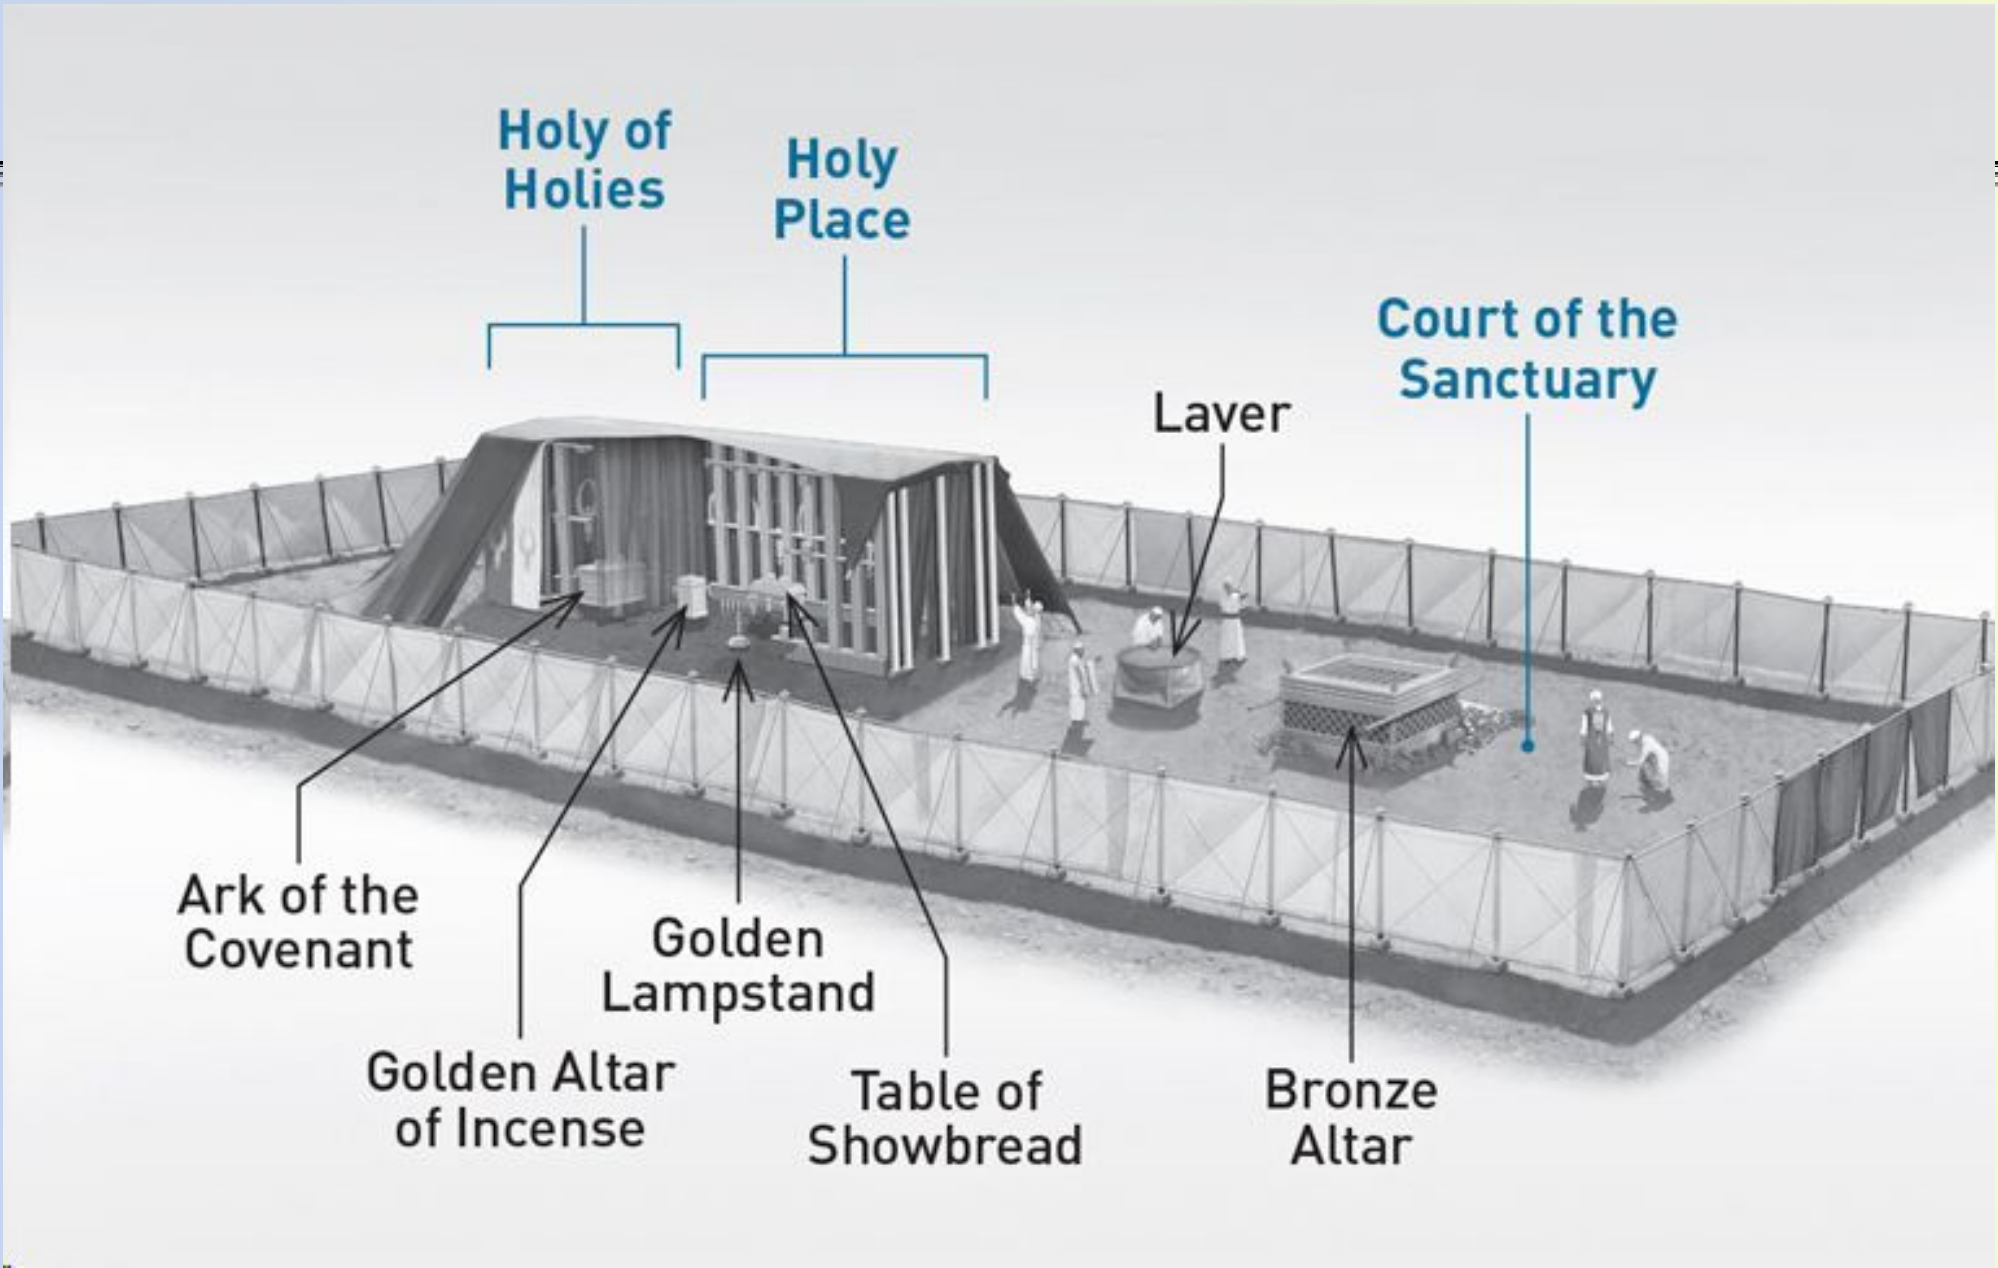 Holy of
Holies
Holy
Place
Court of the
Sanctuary
Laver
Ark of the
Covenant
Golden
Lampstand
Golden Altar
of Incense
Table of
Showbread
Bronze
Altar